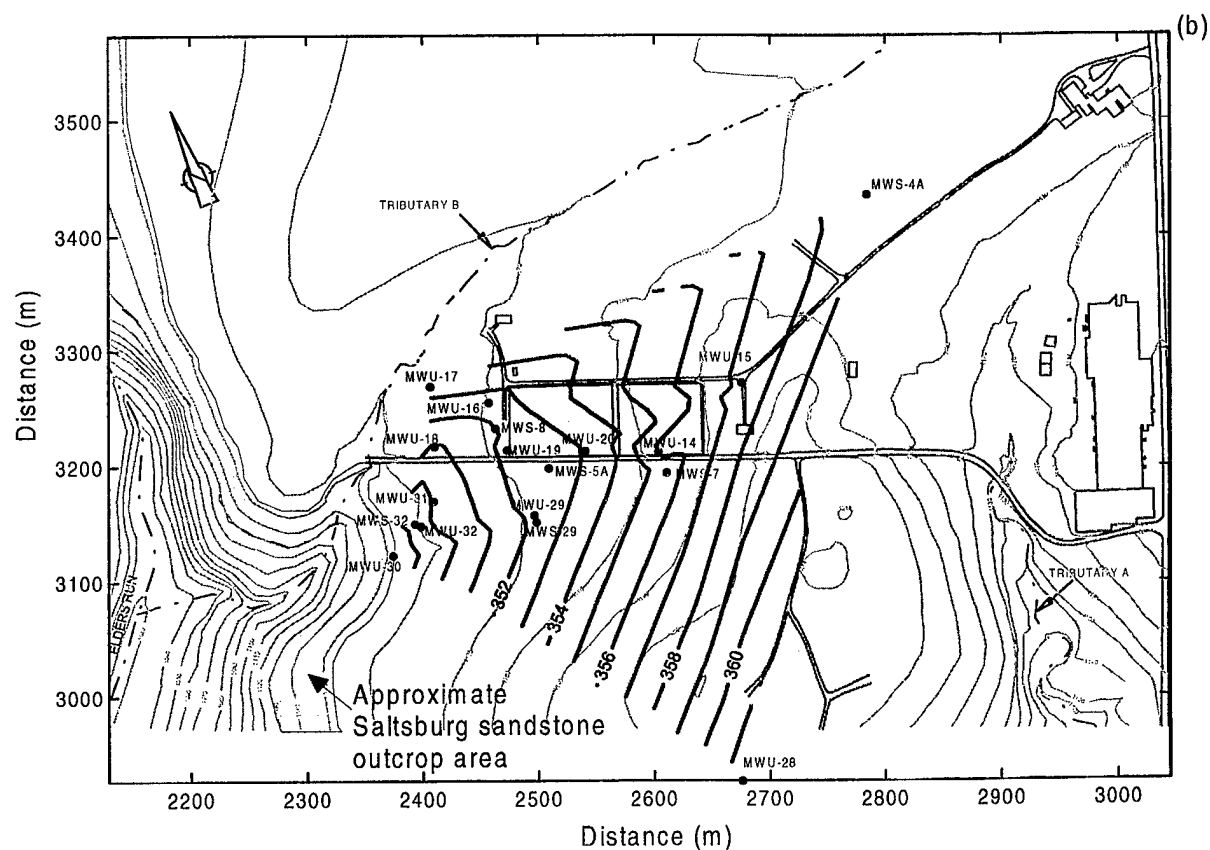 (b)
3500
3400
3300
3200
3100
3000
Distance (m)
2200
2300
2400
2500
2600
2700
2800
2900
3000
Distance (m)
TRIBUTARY B
MWS-4A
MWU-15
MWU-17
MWU-16
MWS-8
MWU-18
MWU-19
MWU-20
MWU-14
MWS-5A
MWS-7
MWU-31
MWU-29
MWS-32
MWU-32
MWS-29
MWU-30
TRIBUTARY A
ELDERS RUN
352
354
356
358
360
Approximate
Saltsburg sandstone
outcrop area
MWU-28